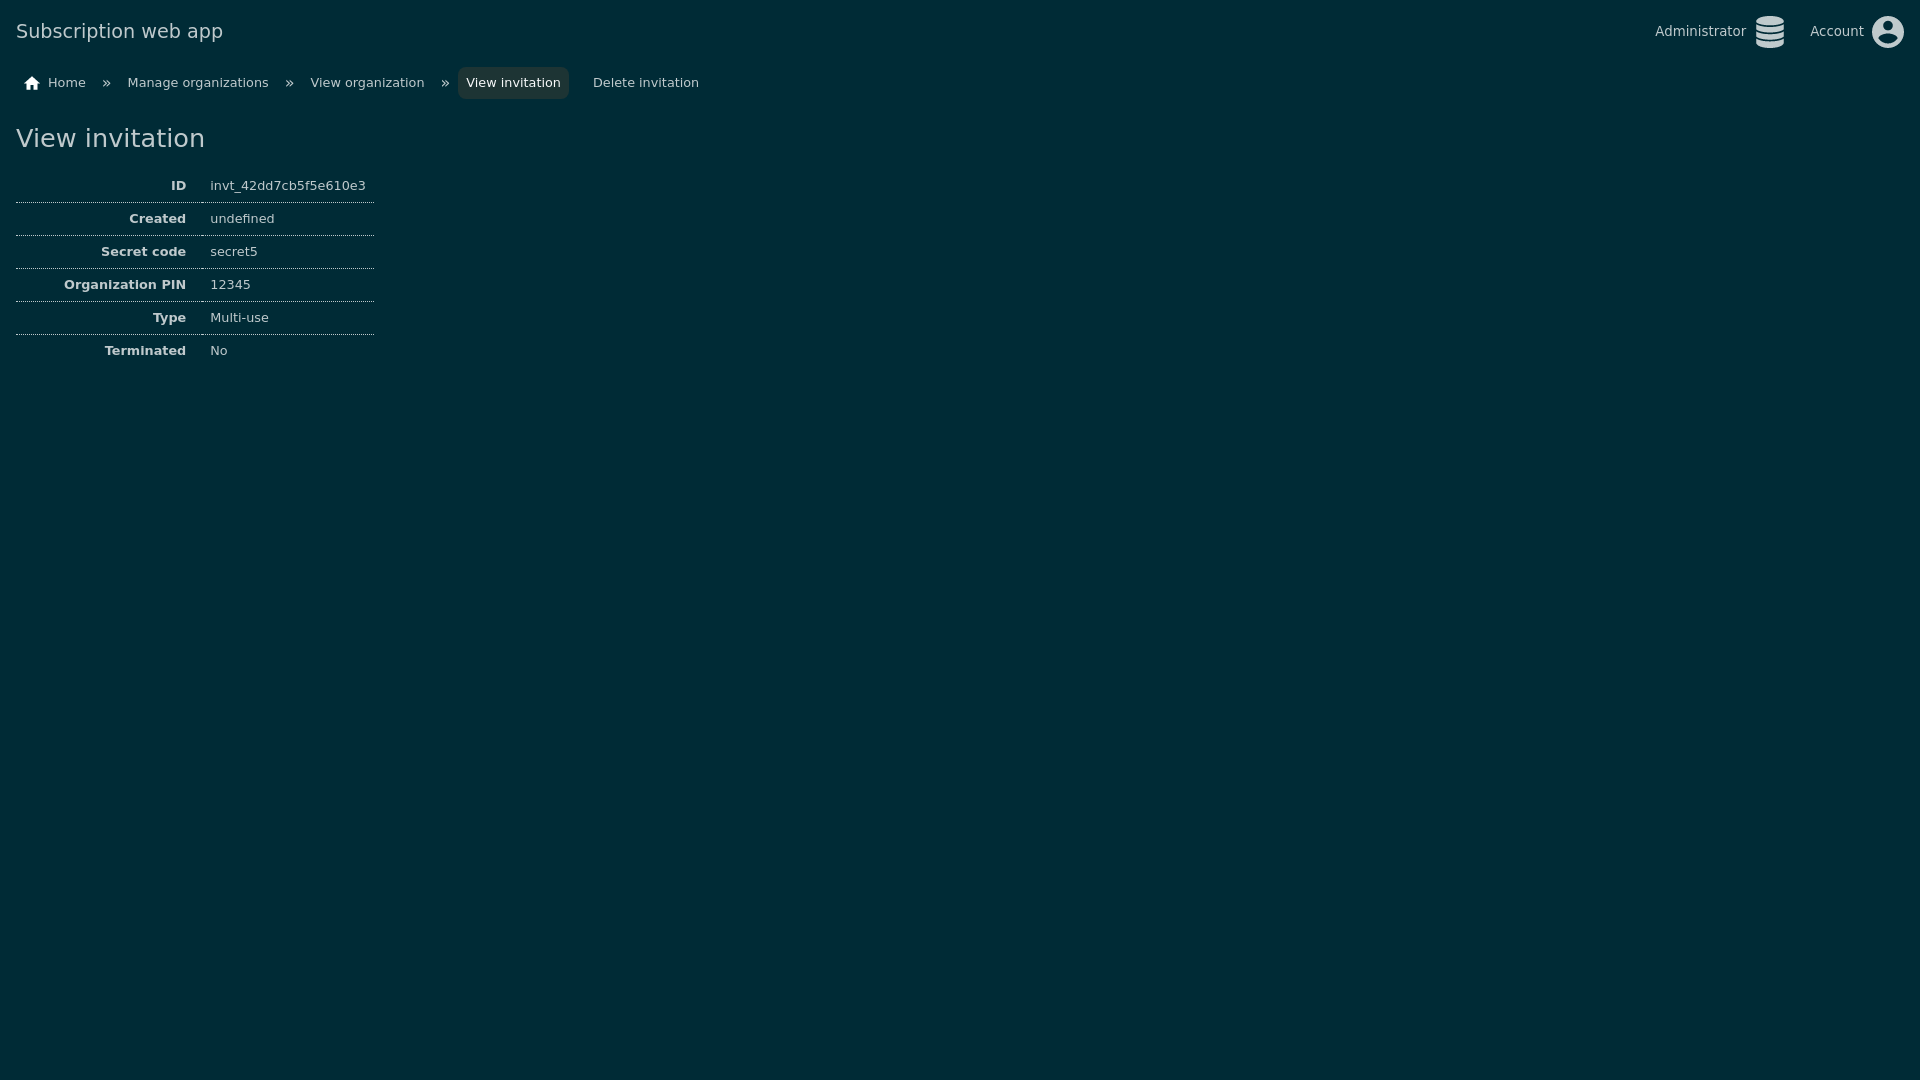 Subscription web app
Administrator
Account
Home » Manage organizations » View organization » View invitation Delete invitation
View invitation
ID invt_42dd7cb5f5e610e3
Created undefined
Secret code secret5
Organization PIN 12345
Type Multi-use
Terminated No